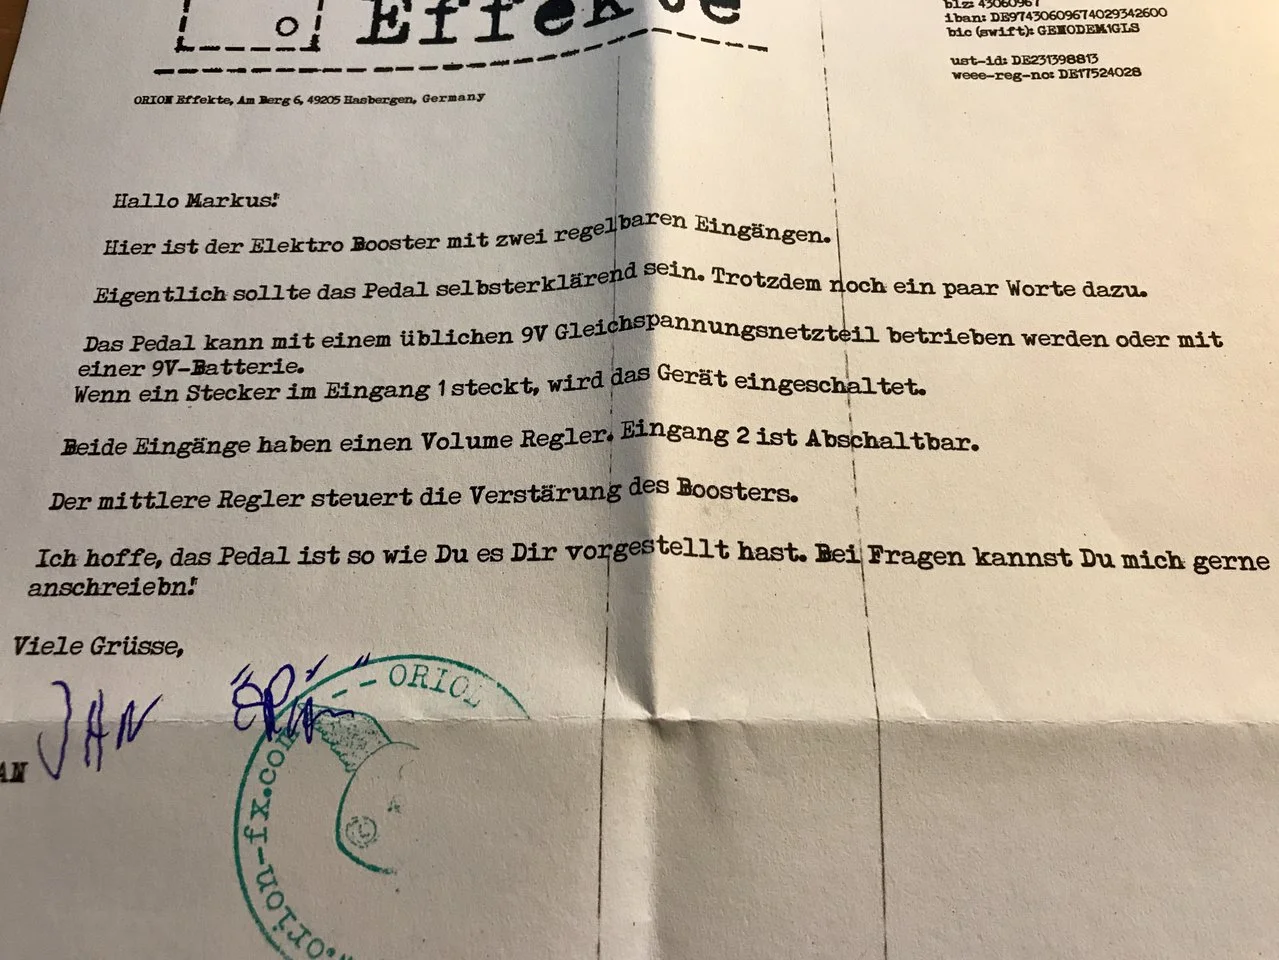 Effekte
blz: 43060967
iban: DE97430609674029342600
bic (swift): GENODEM1GLS
ust-id: DE231398813
weee-reg-no: DE17524028
ORION Effekte, Am Berg 6, 49205 Hasbergen, Germany
Hallo Markus!
Hier ist der Elektro Booster mit zwei regelbaren Eingängen.
Eigentlich sollte das Pedal selbsterklärend sein. Trotzdem noch ein paar Worte dazu.
Das Pedal kann mit einem üblichen 9V Gleichspannungsnetzteil betrieben werden oder mit
einer 9V-Batterie.
Wenn ein Stecker im Eingang 1 steckt, wird das Gerät eingeschaltet.
Beide Eingänge haben einen Volume Regler. Eingang 2 ist Abschaltbar.
Der mittlere Regler steuert die Verstärung des Boosters.
Ich hoffe, das Pedal ist so wie Du es Dir vorgestellt hast. Bei Fragen kannst Du mich gerne
anschreiebn!
Viele Grüsse,
JAN
AN
ORION
.orion-fx.com